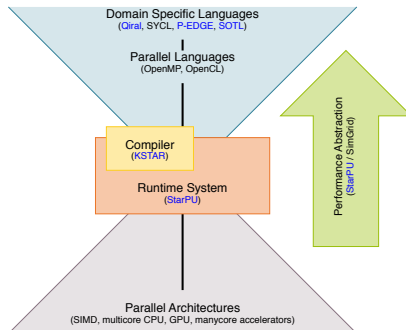 Domain Specific Languages
(Qiral, SYCL, P-EDGE, SOTL)
Parallel Languages
(OpenMP, OpenCL)
Compiler
(KSTAR)
Runtime System
(StarPU)
Parallel Architectures
(SIMD, multicore CPU, GPU, manycore accelerators)
Performance Abstraction
(StarPU / SimGrid)